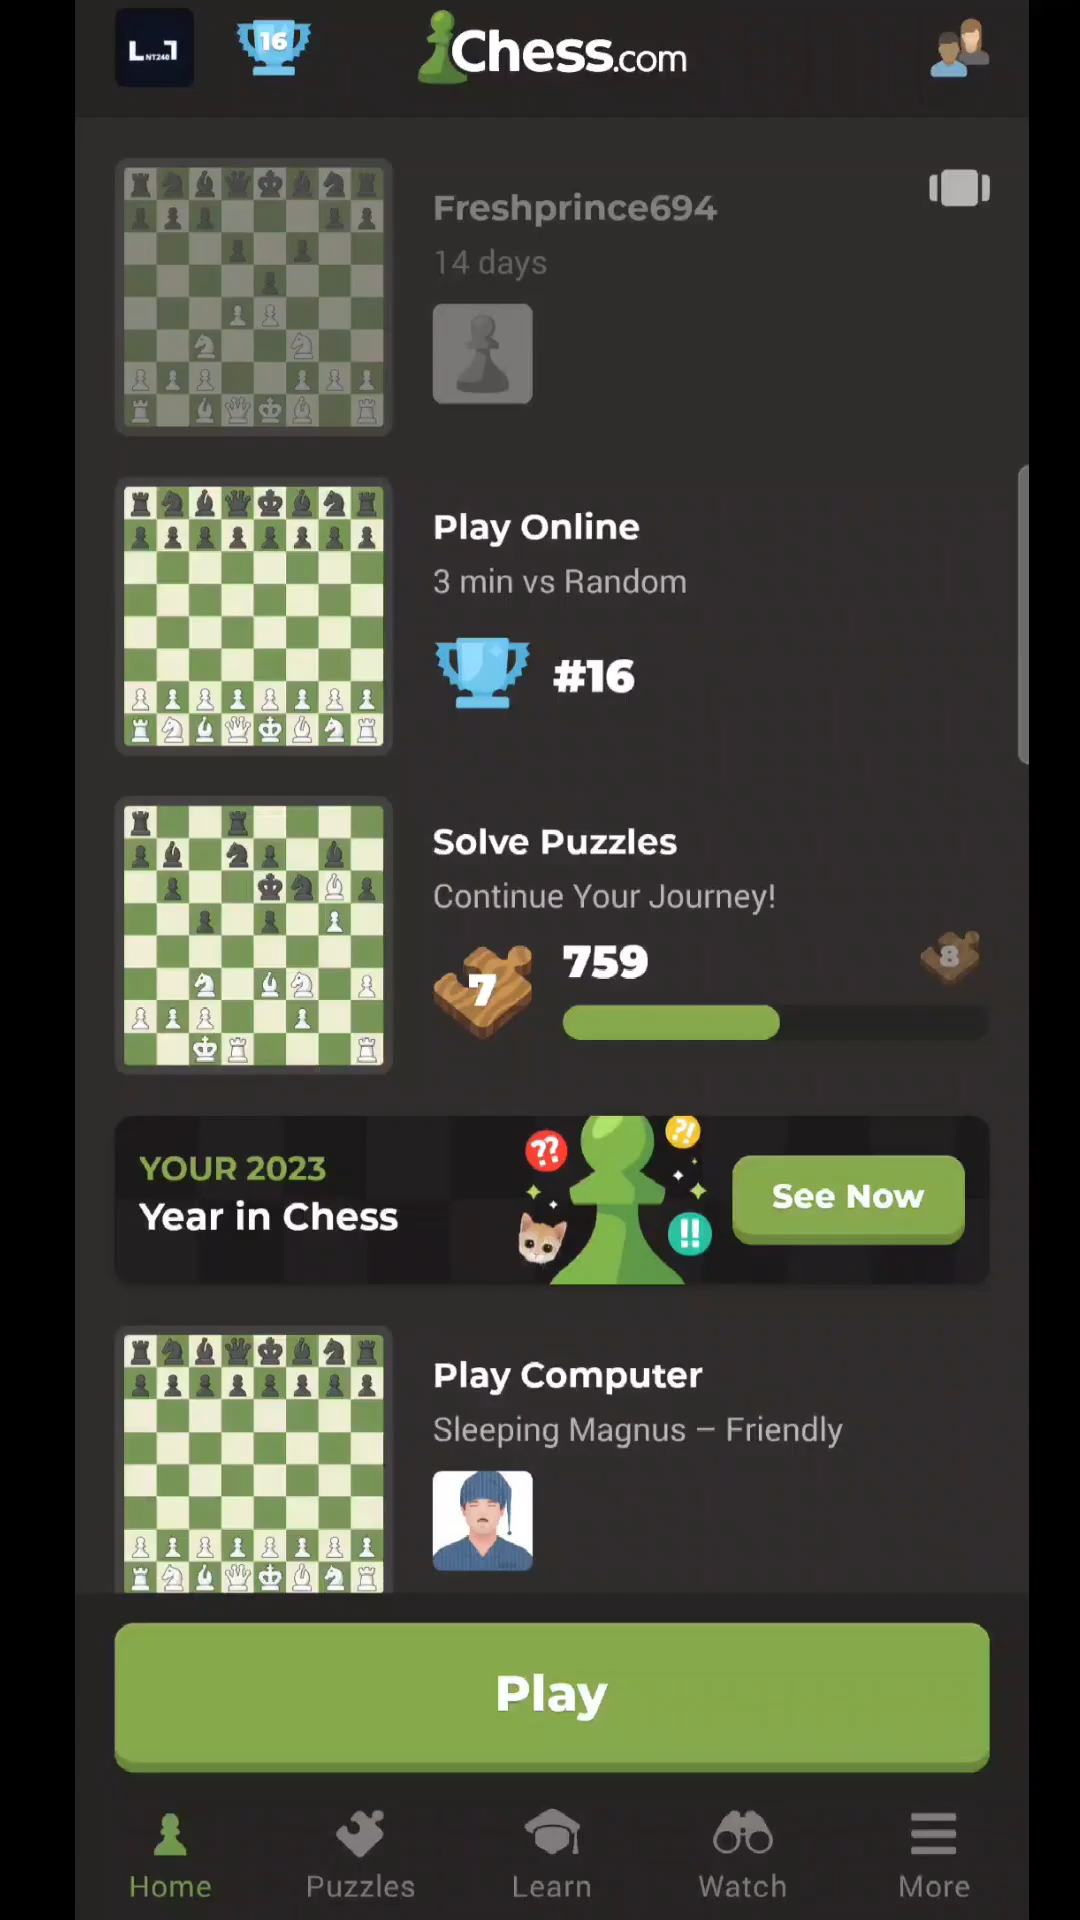 L NT240 J
16
Chess.com
Freshprince694
14 days
Play Online
3 min vs Random
#16
Solve Puzzles
Continue Your Journey!
7
759
8
YOUR 2023
Year in Chess
??
?!
!!
See Now
Play Computer
Sleeping Magnus – Friendly
Play
Home
Puzzles
Learn
Watch
More